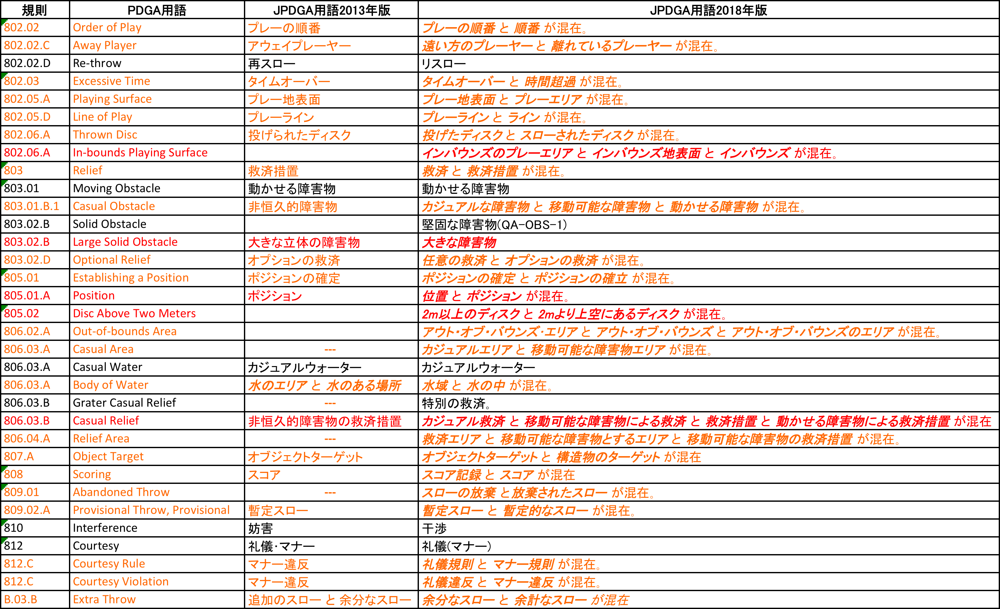 規則 PDGA用語 JPDGA用語2013年版 JPDGA用語2018年版
802.02 Order of Play プレーの順番 プレーの順番 と 順番 が混在。
802.02.C Away Player アウェイプレーヤー 遠い方のプレーヤー と 離れているプレーヤー が混在。
802.02.D Re-throw 再スロー リスロー
802.03 Excessive Time タイムオーバー タイムオーバー と 時間超過 が混在。
802.05.A Playing Surface プレー地表面 プレー地表面 と プレーエリア が混在。
802.05.D Line of Play プレーライン プレーライン と ライン が混在。
802.06.A Thrown Disc 投げられたディスク 投げたディスク と スローされたディスク が混在。
802.06.A In-bounds Playing Surface インバウンズのプレーエリア と インバウンズ地表面 と インバウンズ が混在。
803 Relief 救済措置 救済 と 救済措置 が混在。
803.01 Moving Obstacle 動かせる障害物 動かせる障害物
803.01.B.1 Casual Obstacle 非恒久的障害物 カジュアルな障害物 と 移動可能な障害物 と 動かせる障害物 が混在。
803.02.B Solid Obstacle 堅固な障害物(QA-OBS-1)
803.02.B Large Solid Obstacle 大きな立体の障害物 大きな障害物
803.02.D Optional Relief オプションの救済 任意の救済 と オプションの救済 が混在。
805.01 Establishing a Position ポジションの確定 ポジションの確定 と ポジションの確立 が混在。
805.01.A Position ポジション 位置 と ポジション が混在。
805.02 Disc Above Two Meters 2m以上のディスク と 2mより上空にあるディスク が混在。
806.02.A Out-of-bounds Area アウト・オブ・バウンズ・エリア と アウト・オブ・バウンズ と アウト・オブ・バウンズのエリア が混在。
806.03.A Casual Area --- カジュアルエリア と 移動可能な障害物エリア が混在。
806.03.A Casual Water カジュアルウォーター カジュアルウォーター
806.03.A Body of Water 水のエリア と 水のある場所 水域 と 水の中 が混在。
806.03.B Grater Casual Relief --- 特別の救済。
806.03.B Casual Relief 非恒久的障害物の救済措置 カジュアル救済 と 移動可能な障害物による救済 と 救済措置 と 動かせる障害物による救済措置 が混在
806.04.A Relief Area --- 救済エリア と 移動可能な障害物とするエリア と 移動可能な障害物の救済措置 が混在。
807.A Object Target オブジェクトターゲット オブジェクトターゲット と 構造物のターゲット が混在
808 Scoring スコア スコア記録 と スコア が混在
809.01 Abandoned Throw --- スローの放棄 と放棄されたスロー が混在。
809.02.A Provisional Throw, Provisional 暫定スロー 暫定スロー と 暫定的なスロー が混在。
810 Interference 妨害 干渉
812 Courtesy 礼儀・マナー 礼儀(マナー)
812.C Courtesy Rule マナー違反 礼儀規則 と マナー規則 が混在。
812.C Courtesy Violation マナー違反 礼儀違反 と マナー違反 が混在。
B.03.B Extra Throw 追加のスロー と 余分なスロー 余分なスロー と 余計なスロー が混在